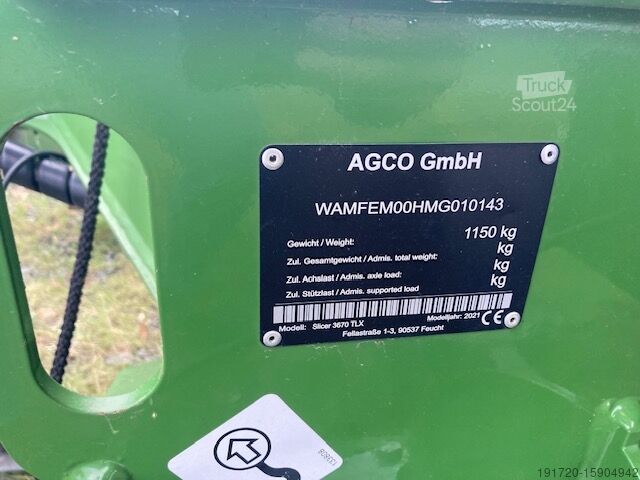 Truck
Scout24
AGCO GmbH
WAMFEM00HMG010143
Gewicht / Weight: 1150 kg
Zul. Gesamtgewicht / Admis. total weight: kg
Zul. Achslast / Admis. axle load: kg
Zul. Stützlast / Admis. supported load kg
Modell: Slicer 3670 TLX Modelljahr: 2021 CE
Fellastraße 1-3, 90537 Feucht
191720-15904942